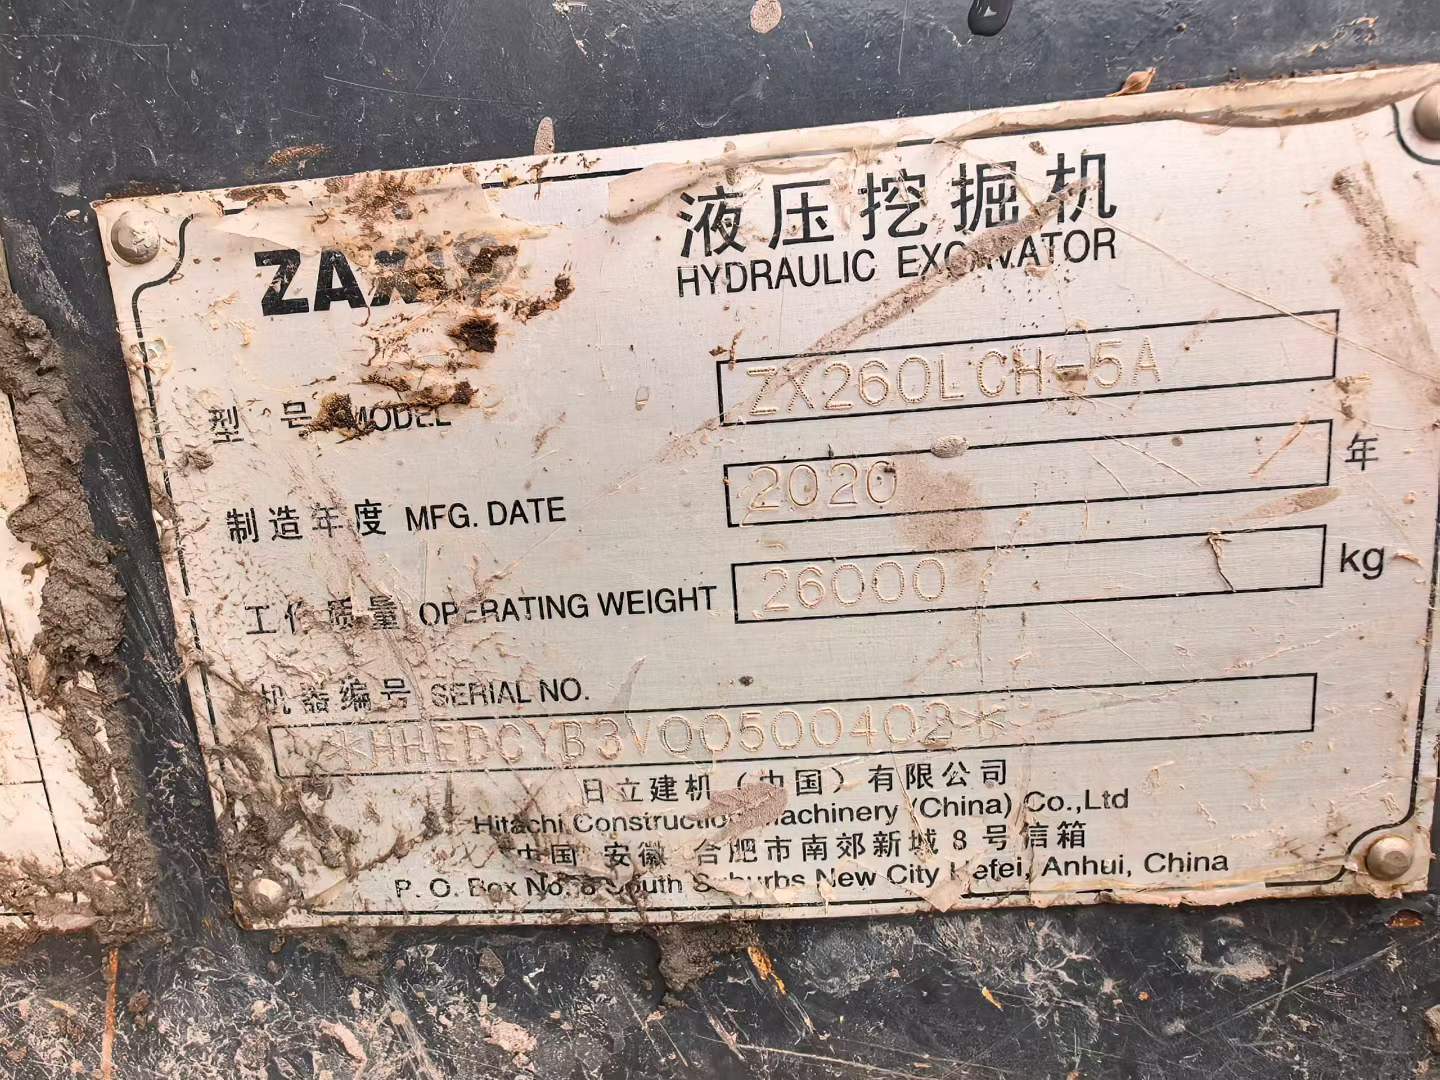 ZAXIS
液压挖掘机
HYDRAULIC EXCAVATOR
型号 MODEL ZX260LCH-5A
制造年度 MFG. DATE 2020 年
工作质量 OPERATING WEIGHT 26000 kg
机器编号 SERIAL NO.
*HHEDCYB3V00500402*
日立建机（中国）有限公司
Hitachi Construction Machinery (China) Co.,Ltd
中国 安徽 合肥市南郊新城 8 号信箱
P. O. Box No. 8 South Suburbs New City Hefei, Anhui, China